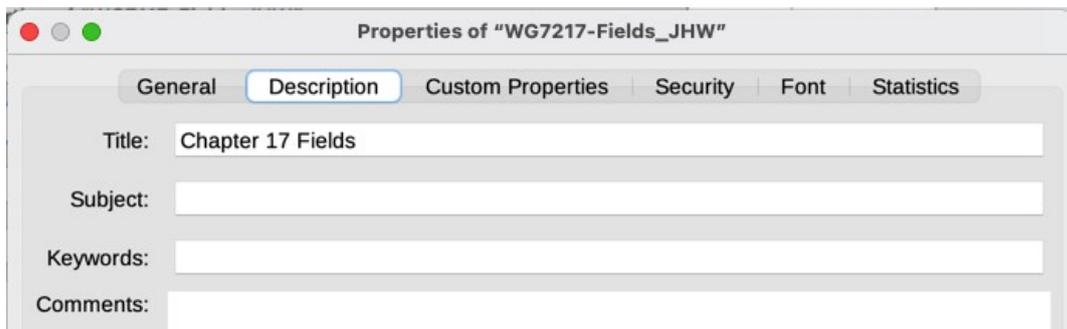 Properties of “WG7217-Fields_JHW”
General Description Custom Properties Security Font Statistics
Title: Chapter 17 Fields
Subject:
Keywords:
Comments: